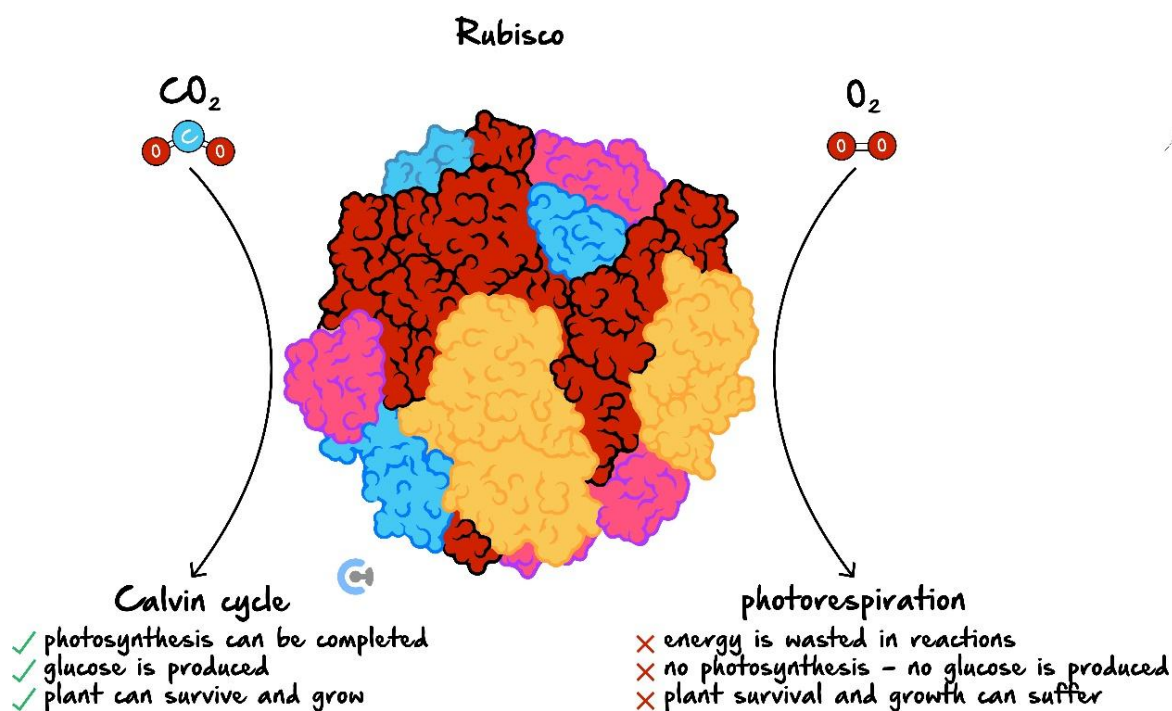 Rubisco
CO₂
O C O
O₂
O O
Calvin cycle
photosynthesis can be completed
glucose is produced
plant can survive and grow
photorespiration
energy is wasted in reactions
no photosynthesis - no glucose is produced
plant survival and growth can suffer